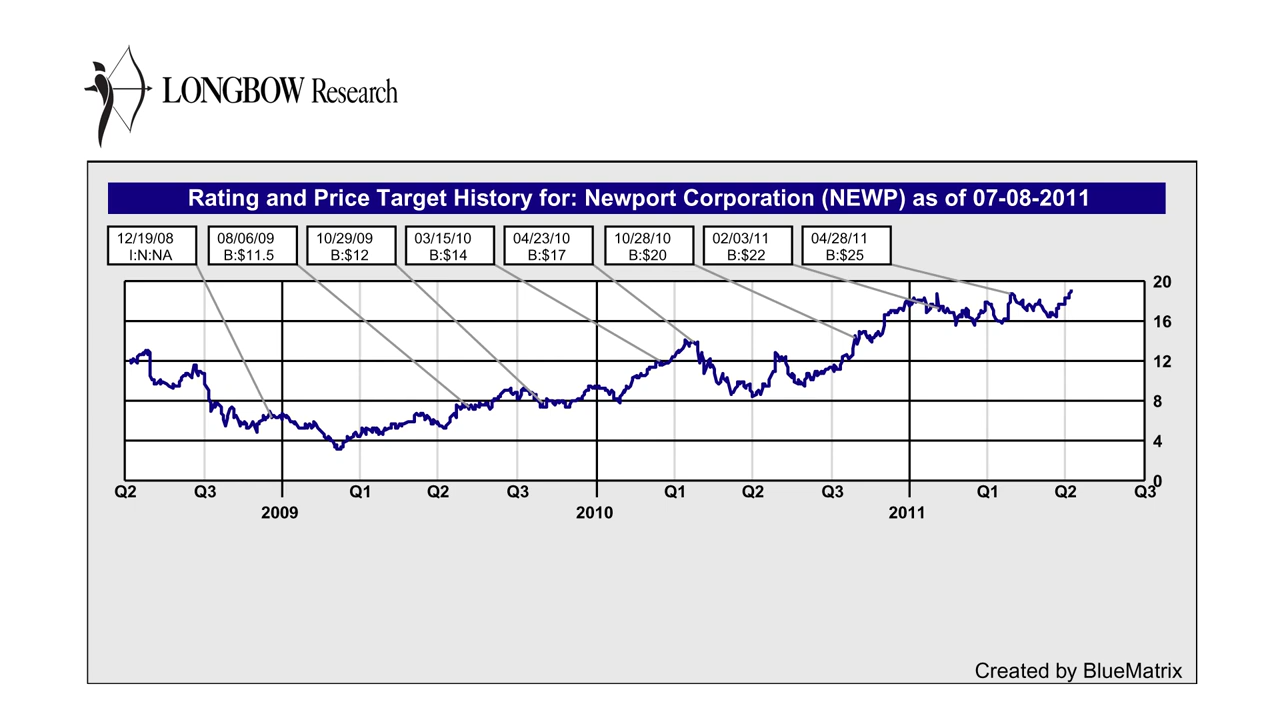 LONGBOW Research
Rating and Price Target History for: Newport Corporation (NEWP) as of 07-08-2011
12/19/08 08/06/09 10/29/09 03/15/10 04/23/10 10/28/10 02/03/11 04/28/11
I:N:NA B:$11.5 B:$12 B:$14 B:$17 B:$20 B:$22 B:$25
20
16
12
8
4
0
Q2 Q3 Q1 Q2 Q3 Q1 Q2 Q3 Q1 Q2 Q3
2009 2010 2011
Created by BlueMatrix